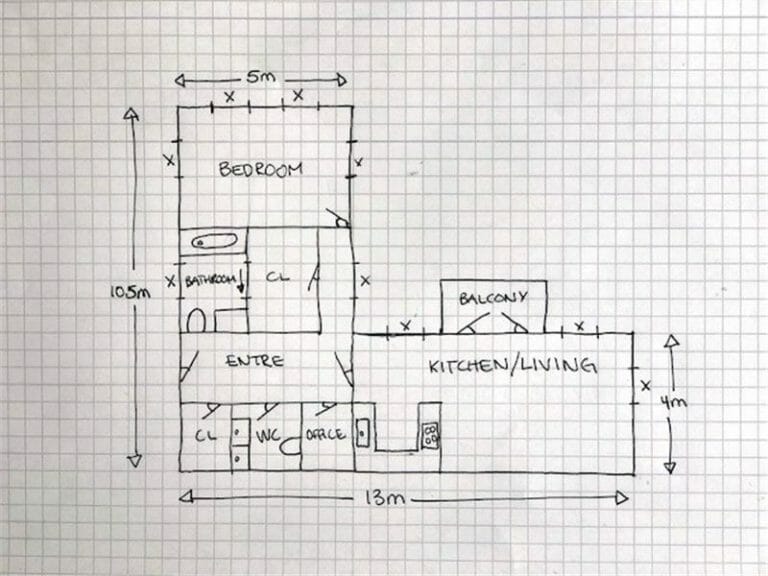 5m
X X
X BEDROOM X
X BATHROOM CL X
10.5m
BALCONY
X X
ENTRE
KITCHEN/LIVING
X
4m
CL WC OFFICE
13m